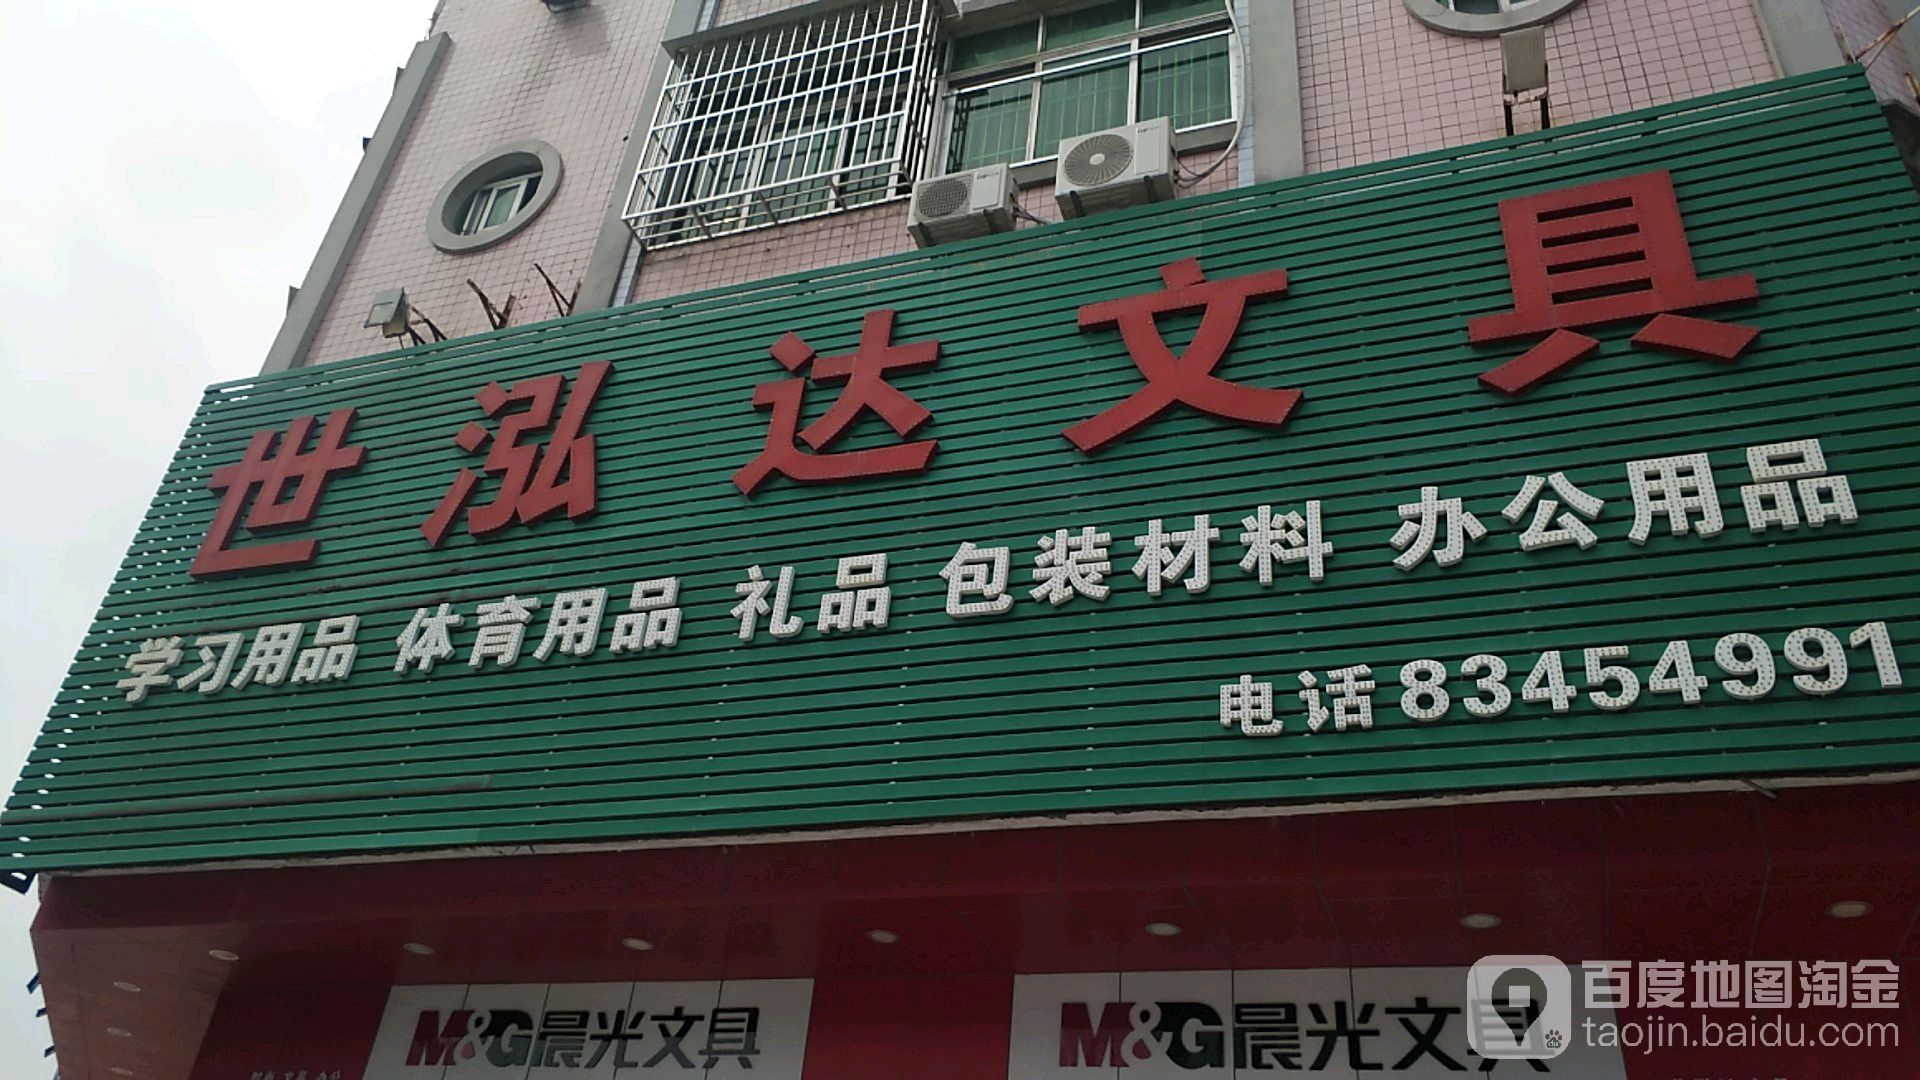 世泓达文具
学习用品 体育用品 礼品 包装材料 办公用品
电话83454991
M&G晨光文具 M&G晨光文具
百度地图淘金
taojin.baidu.com